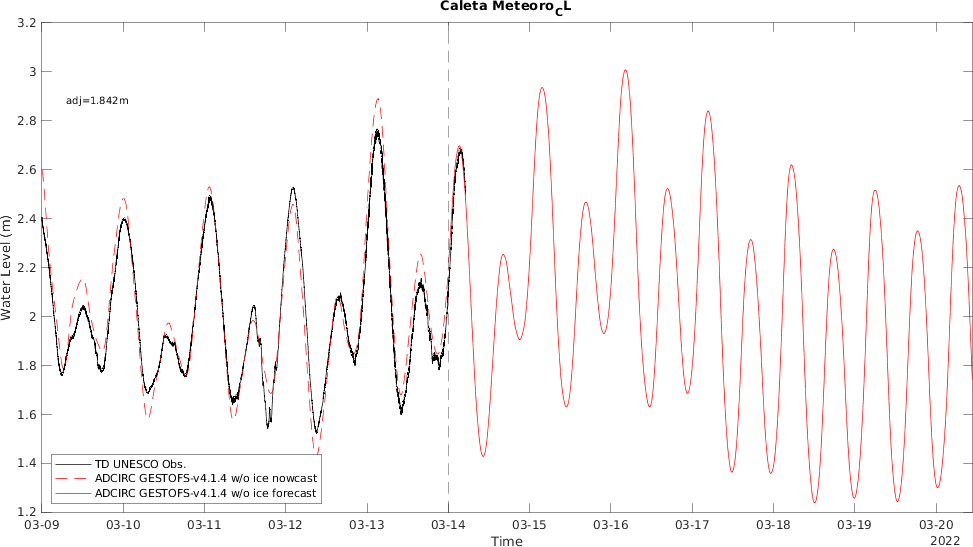 Caleta Meteoro_CL
3.2
3
2.8
2.6
2.4
2.2
2
1.8
1.6
1.4
1.2
Water Level (m)
adj=1.842m
TD UNESCO Obs.
ADCIRC GESTOFS-v4.1.4 w/o ice nowcast
ADCIRC GESTOFS-v4.1.4 w/o ice forecast
03-09 03-10 03-11 03-12 03-13 03-14 03-15 03-16 03-17 03-18 03-19 03-20
Time
2022